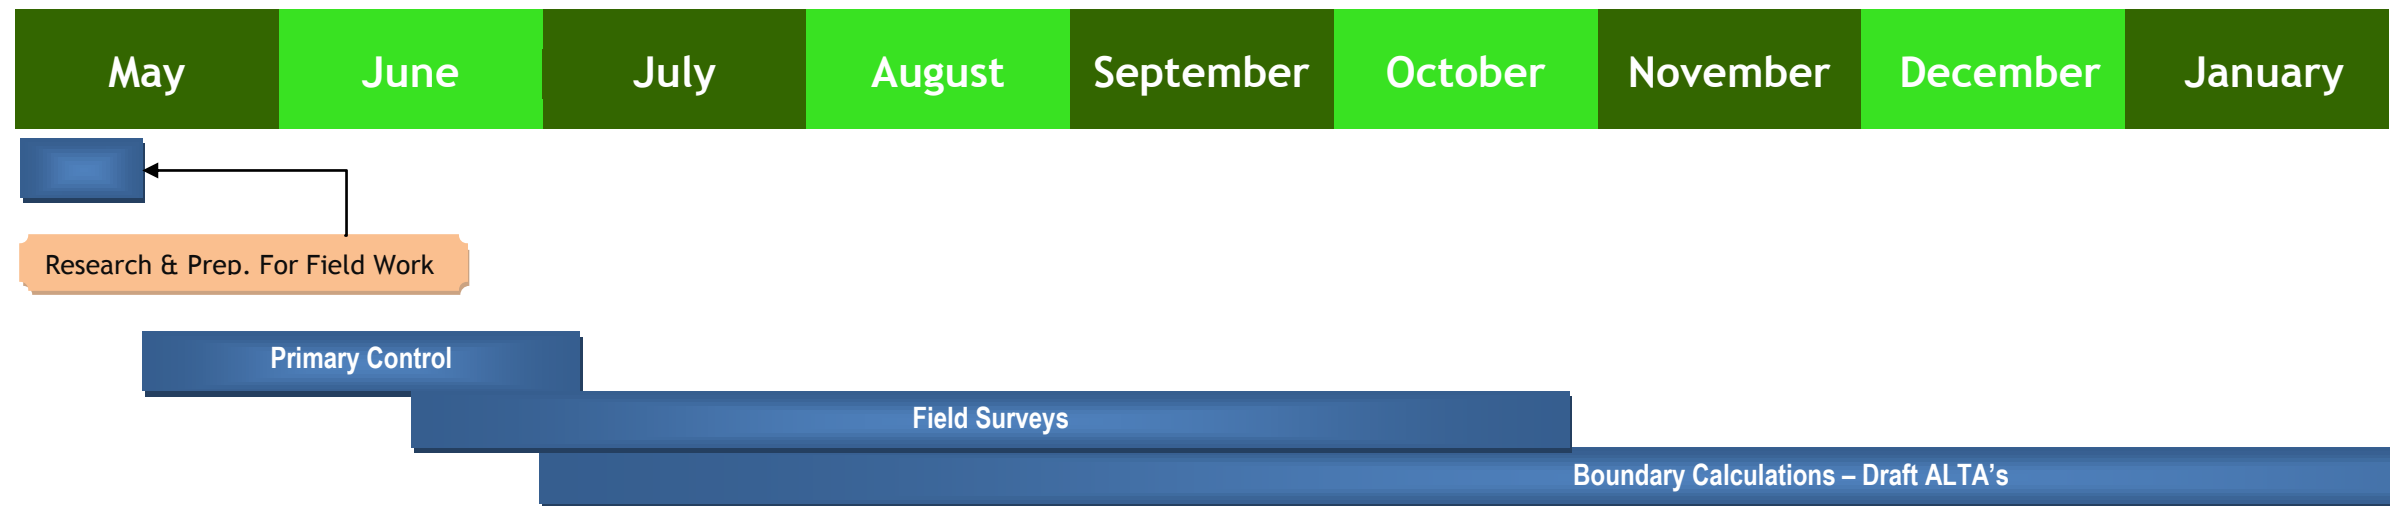 May June July August September October November December January
Research & Prep. For Field Work
Primary Control
Field Surveys
Boundary Calculations – Draft ALTA’s